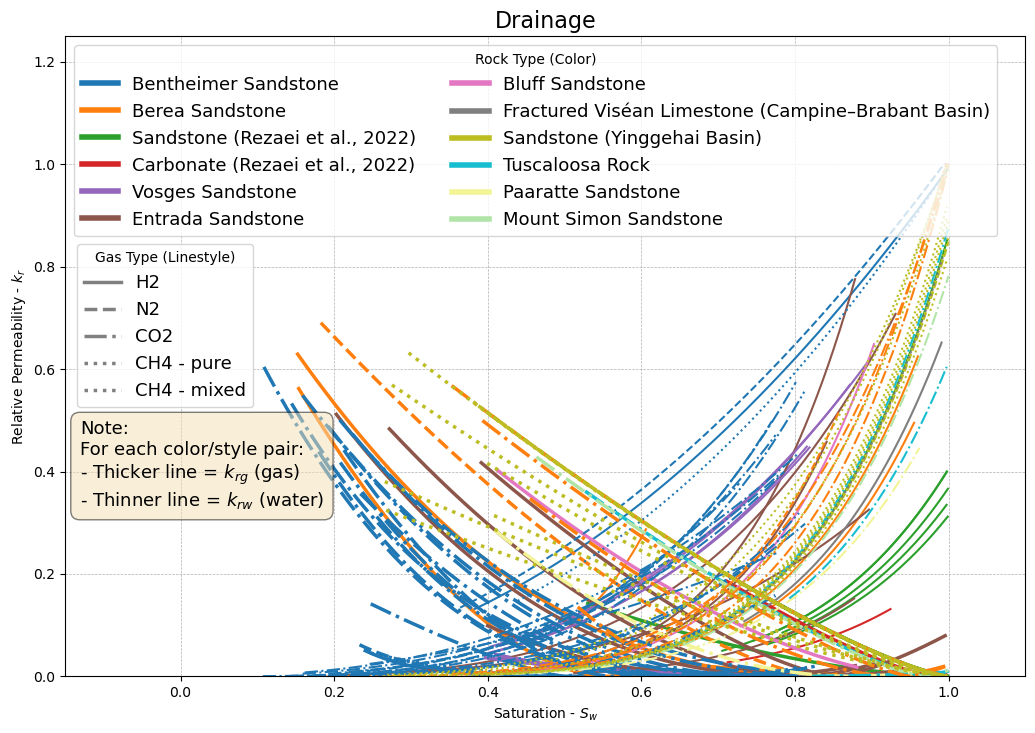 Drainage
Relative Permeability - k_r
1.2
1.0
0.8
0.6
0.4
0.2
0.0
Rock Type (Color)
Bentheimer Sandstone
Berea Sandstone
Sandstone (Rezaei et al., 2022)
Carbonate (Rezaei et al., 2022)
Vosges Sandstone
Entrada Sandstone
Bluff Sandstone
Fractured Viséan Limestone (Campine–Brabant Basin)
Sandstone (Yinggehai Basin)
Tuscaloosa Rock
Paaratte Sandstone
Mount Simon Sandstone
Gas Type (Linestyle)
H2
N2
CO2
CH4 - pure
CH4 - mixed
Note:
For each color/style pair:
- Thicker line = k_rg (gas)
- Thinner line = k_rw (water)
0.0 0.2 0.4 0.6 0.8 1.0
Saturation - S_w